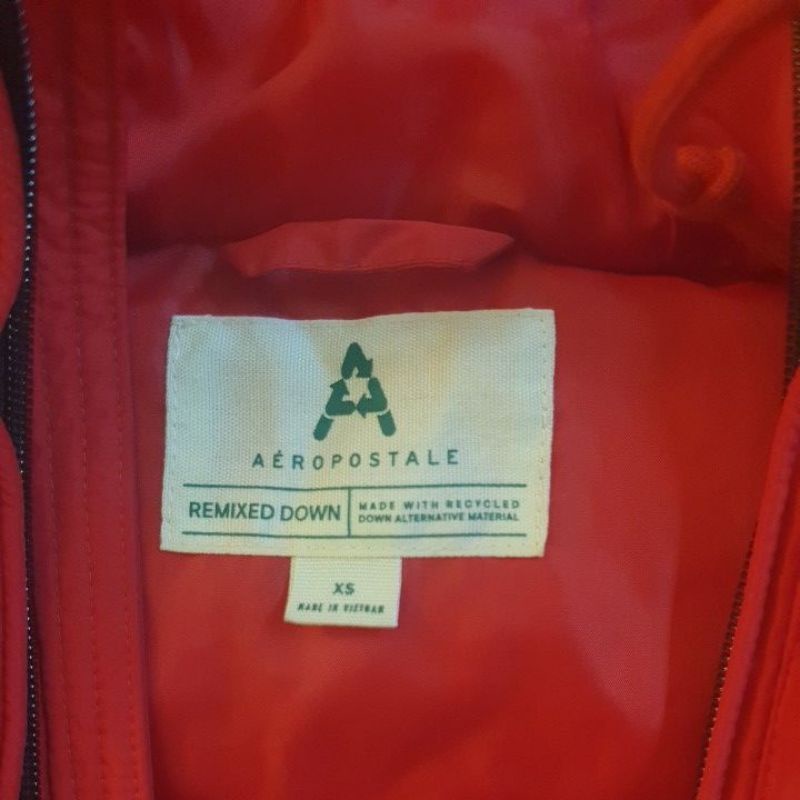 AÉROPOSTALE
REMIXED DOWN
MADE WITH RECYCLED
DOWN ALTERNATIVE MATERIAL
XS
MADE IN VIETNAM